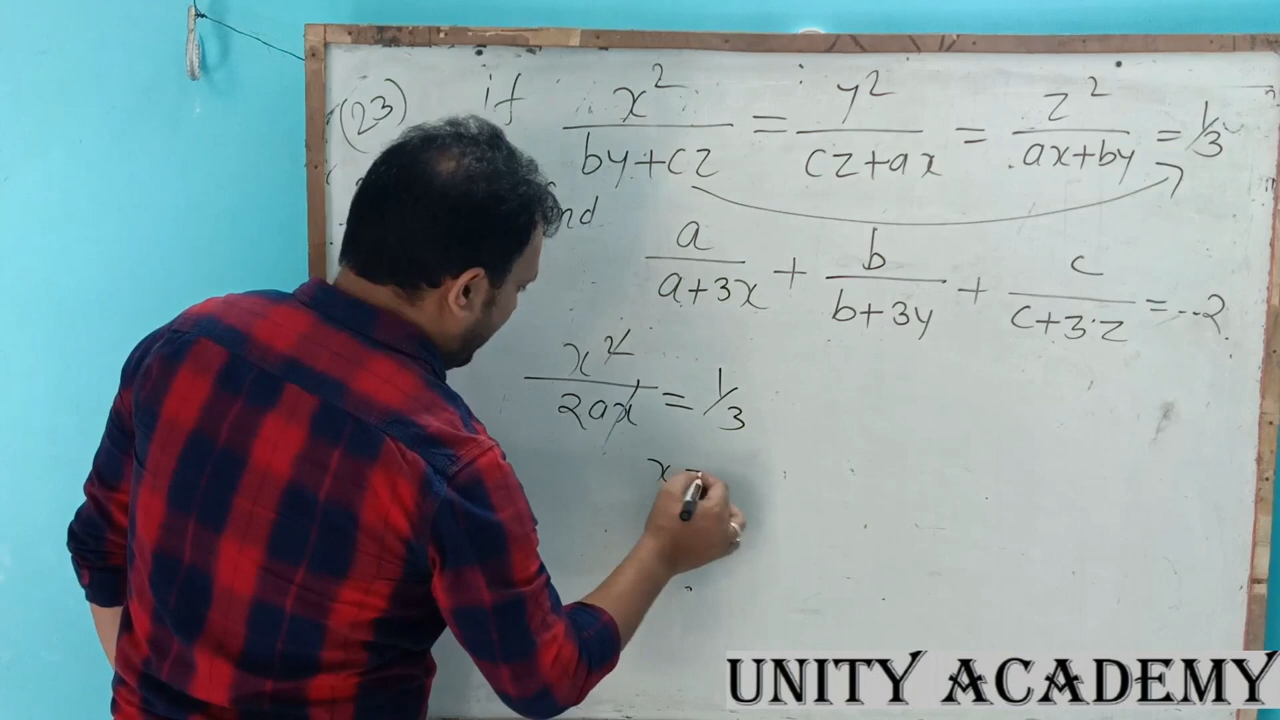 (23) if x²/(by+cz) = y²/(cz+ax) = z²/(ax+by) = 1/3
a/(a+3x) + b/(b+3y) + c/(c+3z) = --2
x²/2ax = 1/3
x =
UNITY ACADEMY